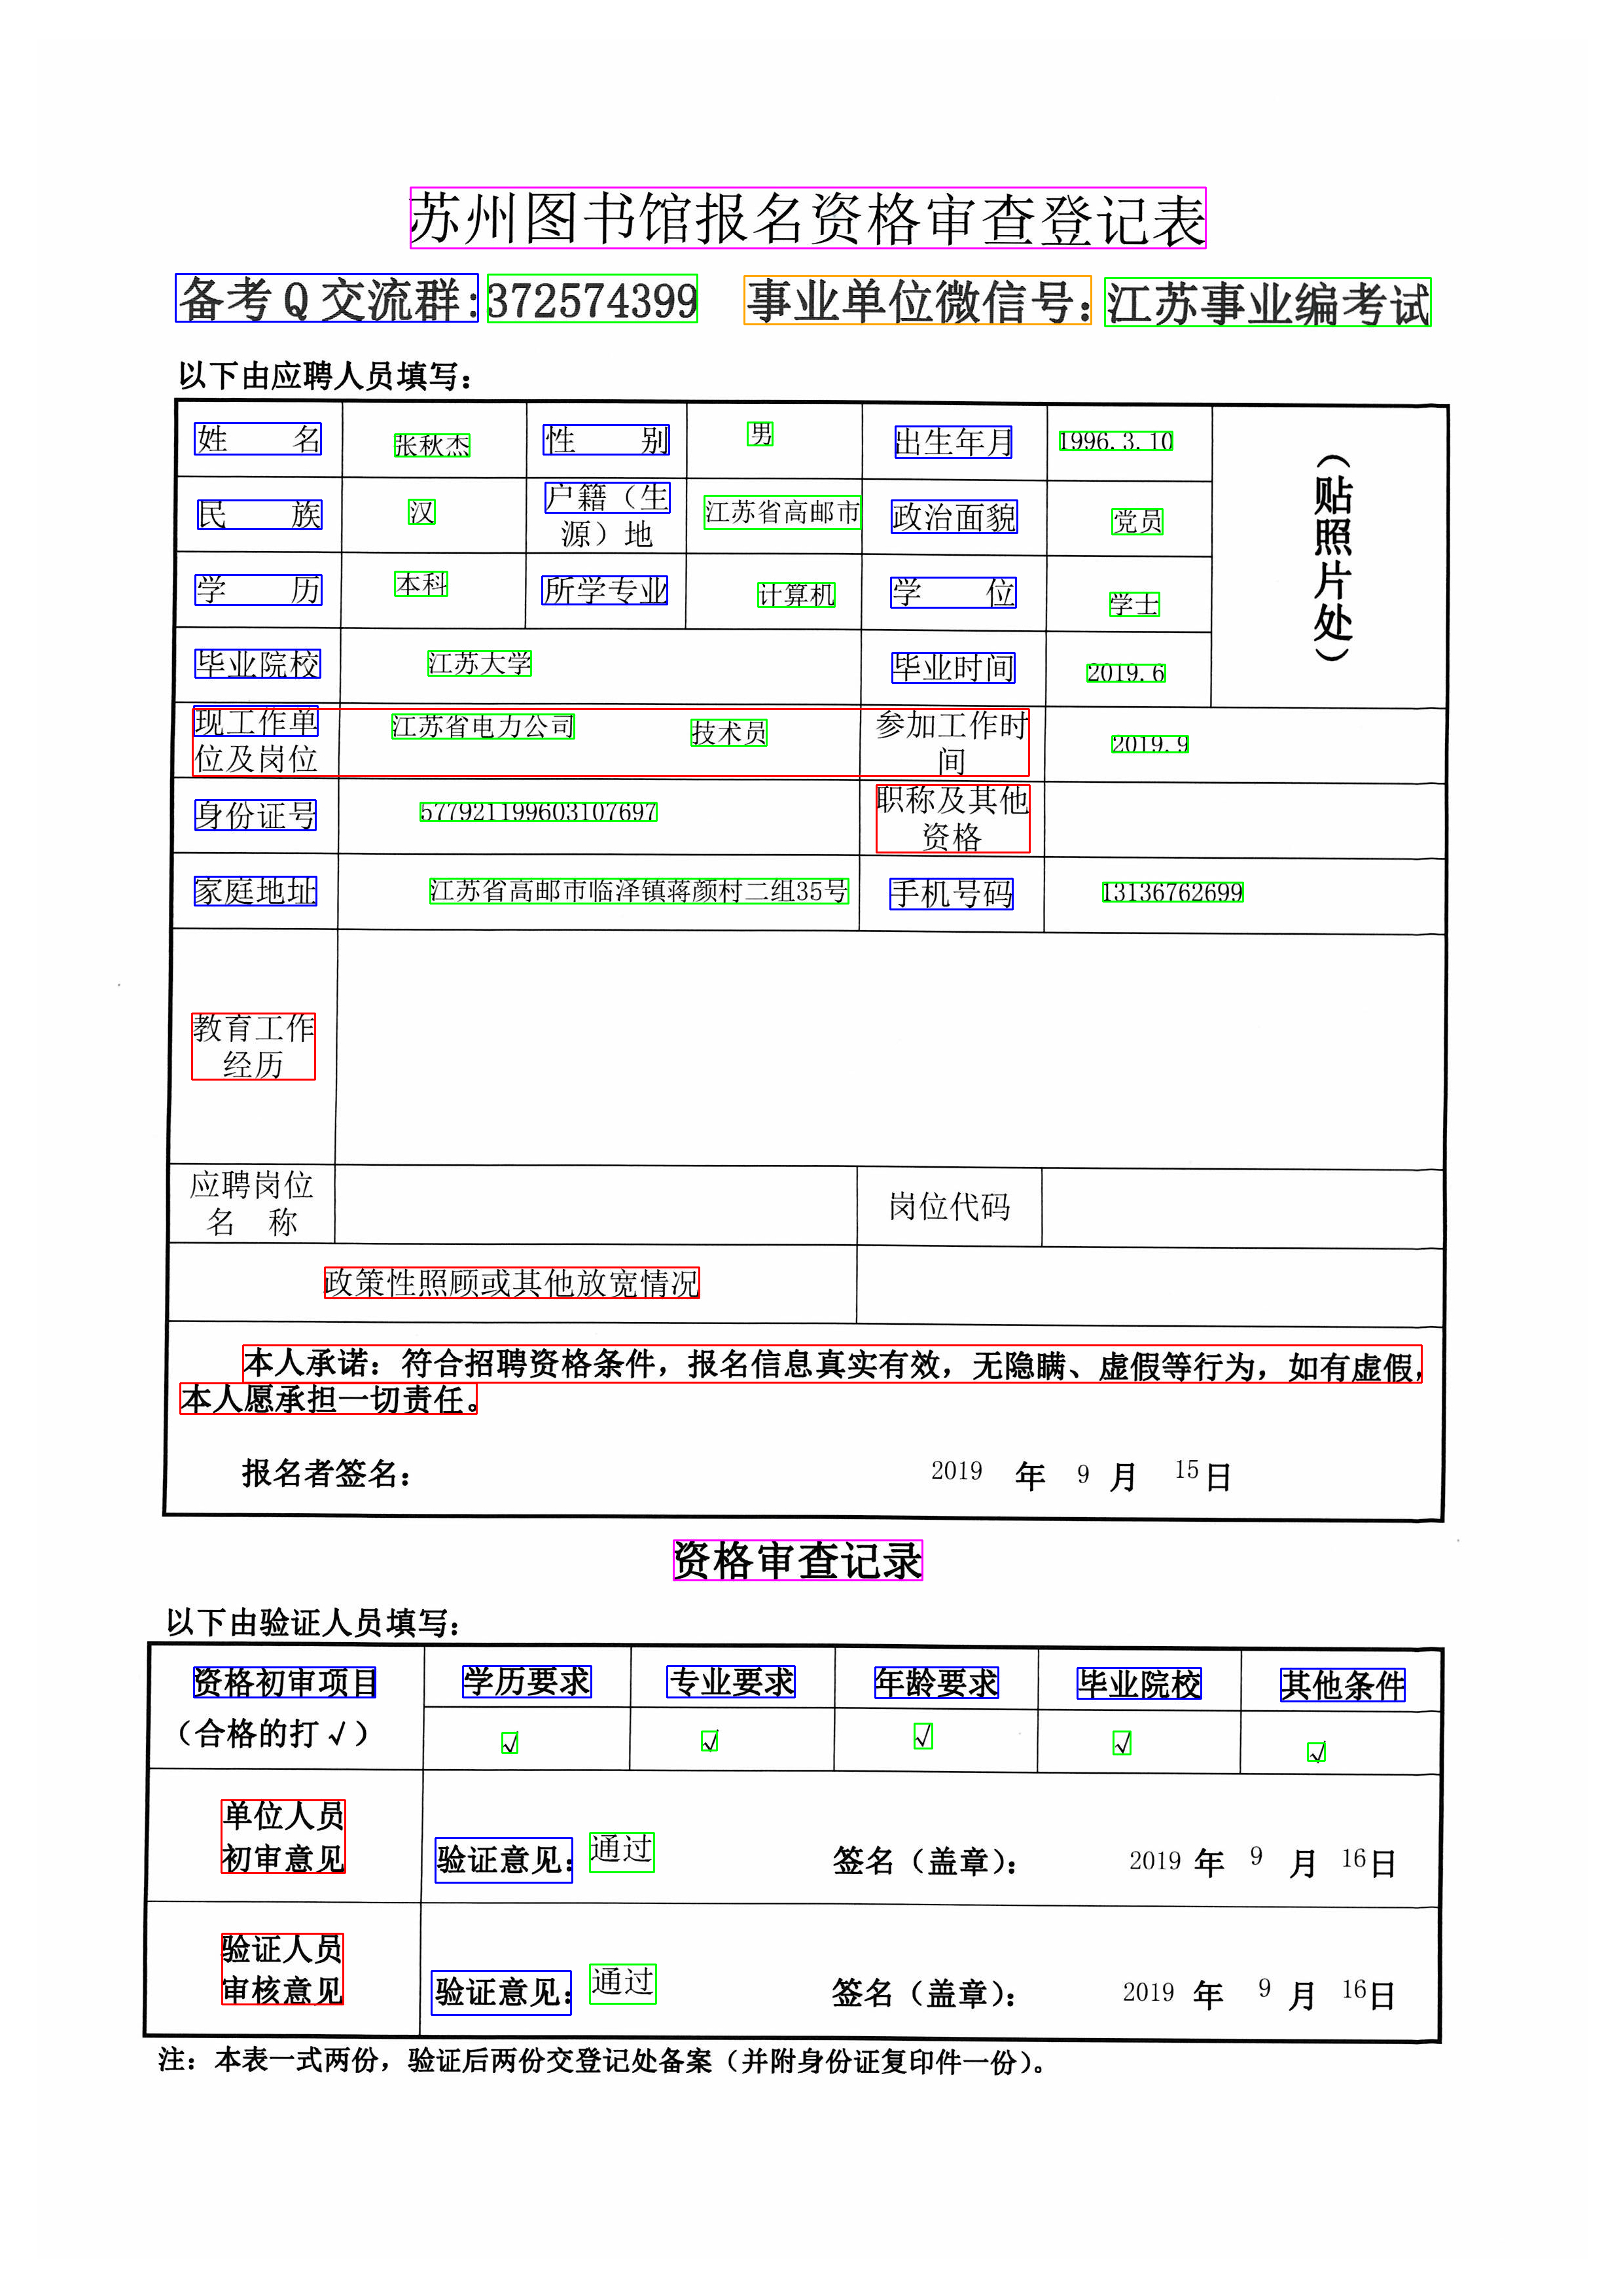 苏州图书馆报名资格审查登记表
备考 Q 交流群:372574399 事业单位微信号：江苏事业编考试
以下由应聘人员填写：
姓 名 张秋杰 性 别 男 出生年月 1996.3.10
（贴照片处）
民 族 汉 户籍（生
源）地 江苏省高邮市 政治面貌 党员
学 历 本科 所学专业 计算机 学 位 学士
毕业院校 江苏大学 毕业时间 2019.6
现工作单
位及岗位 江苏省电力公司 技术员 参加工作时
间 2019.9
身份证号 577921199603107697 职称及其他
资格
家庭地址 江苏省高邮市临泽镇蒋颜村二组35号 手机号码 13136762699
教育工作
经历
应聘岗位
名 称
岗位代码
政策性照顾或其他放宽情况
本人承诺：符合招聘资格条件，报名信息真实有效，无隐瞒、虚假等行为，如有虚假，
本人愿承担一切责任。
报名者签名： 2019 年 9 月 15日
资格审查记录
以下由验证人员填写：
资格初审项目 学历要求 专业要求 年龄要求 毕业院校 其他条件
（合格的打√） √ √ √ √ √
单位人员
初审意见
验证意见： 通过 签名（盖章）： 2019 年 9 月 16日
验证人员
审核意见
验证意见： 通过 签名（盖章）： 2019 年 9 月 16日
注：本表一式两份，验证后两份交登记处备案（并附身份证复印件一份）。